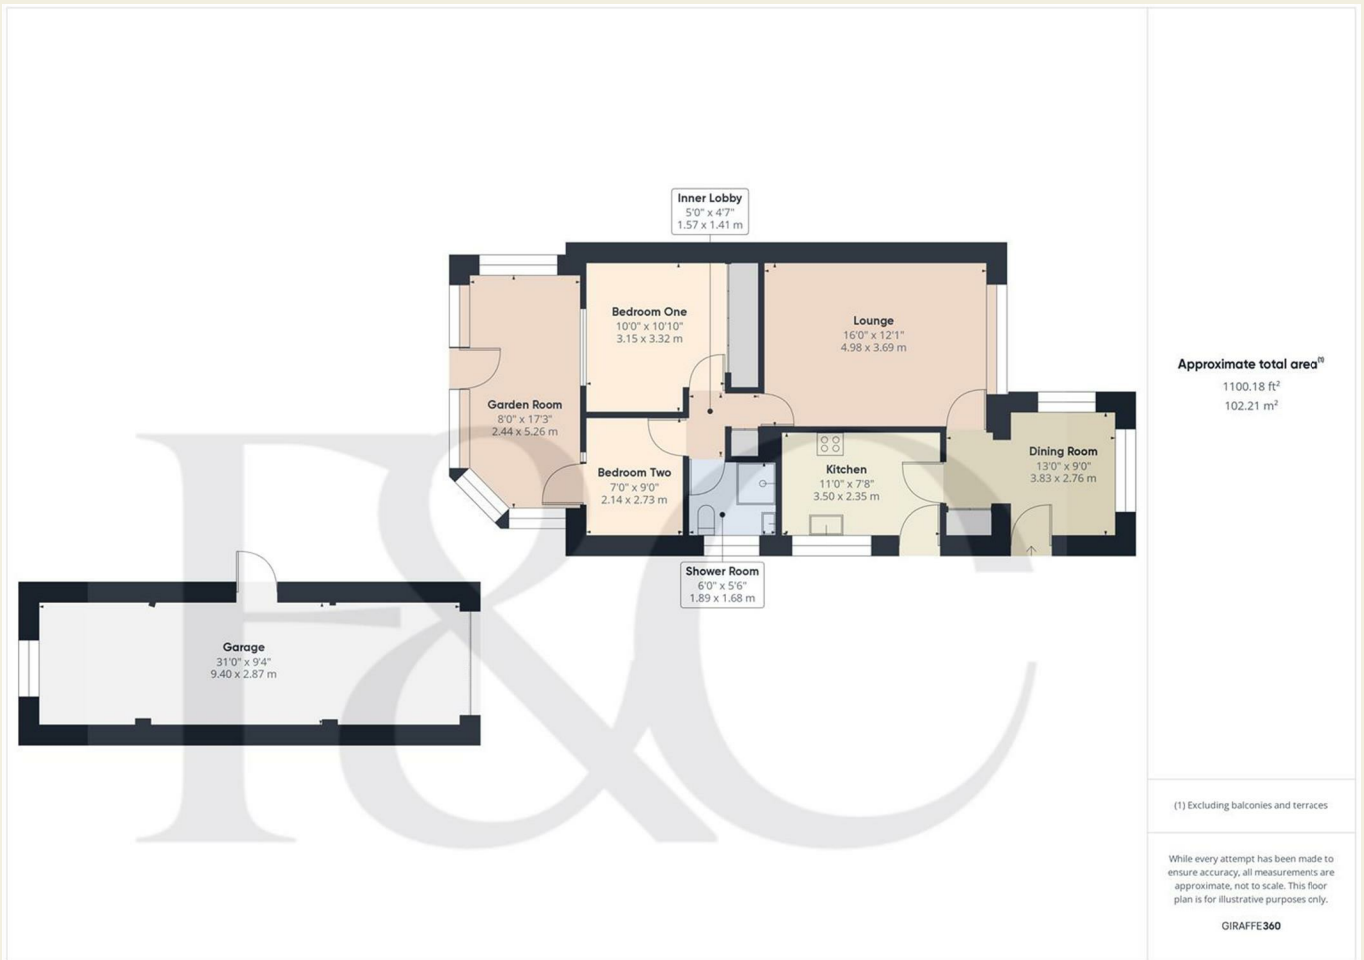 Inner Lobby
5'0" x 4'7"
1.57 x 1.41 m
Bedroom One
10'0" x 10'10"
3.15 x 3.32 m
Lounge
16'0" x 12'1"
4.98 x 3.69 m
Garden Room
8'0" x 17'3"
2.44 x 5.26 m
Bedroom Two
7'0" x 9'0"
2.14 x 2.73 m
Kitchen
11'0" x 7'8"
3.50 x 2.35 m
Dining Room
13'0" x 9'0"
3.83 x 2.76 m
Shower Room
6'0" x 5'6"
1.89 x 1.68 m
Garage
31'0" x 9'4"
9.40 x 2.87 m
F&C
Approximate total area(1)
1100.18 ft²
102.21 m²
(1) Excluding balconies and terraces
While every attempt has been made to
ensure accuracy, all measurements are
approximate, not to scale. This floor
plan is for illustrative purposes only.
GIRAFFE360